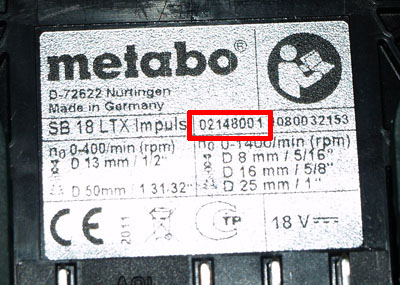 metabo®
D-72622 Nürtingen
Made in Germany
SB 18 LTX Impuls 02148001 080032153
n0 0-400/min (rpm) n0 0-1400/min (rpm)
D 13 mm / 1/2" D 8 mm / 5/16"
D 16 mm / 5/8"
D 50mm / 1 31-32" D 25 mm / 1"
CE 2011 C TP 18 V